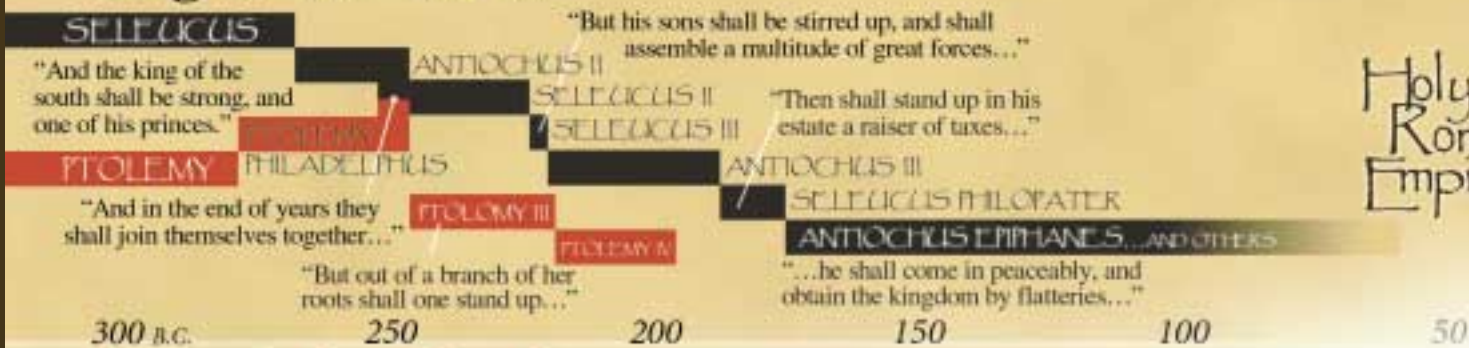 SELEUCUS
“But his sons shall be stirred up, and shall
assemble a multitude of great forces…”
ANTIOCHUS II
“And the king of the
south shall be strong, and
one of his princes.”
SELEUCUS II
“Then shall stand up in his
estate a raiser of taxes…”
PTOLEMY
SELEUCUS III
PTOLEMY
PHILADELPHUS
ANTIOCHUS III
SELEUCUS PHILOPATER
“And in the end of years they
shall join themselves together…”
PTOLOMY III
PTOLEMY IV
ANTIOCHUS EPIPHANES…AND OTHERS
“But out of a branch of her
roots shall one stand up…”
“…he shall come in peaceably, and
obtain the kingdom by flatteries…”
Holy
Rom
Empi
300 B.C. 250 200 150 100 50